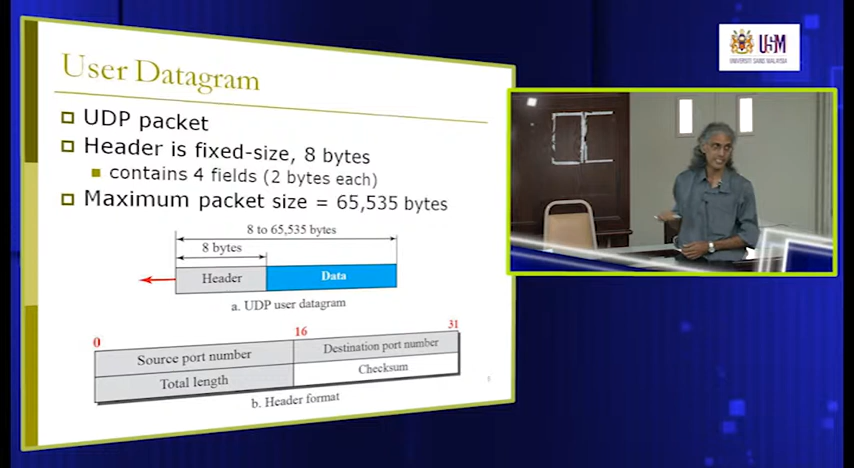 User Datagram
UDP packet
Header is fixed-size, 8 bytes
contains 4 fields (2 bytes each)
Maximum packet size = 65,535 bytes
8 to 65,535 bytes
8 bytes
Header Data
a. UDP user datagram
0 16 31
Source port number Destination port number
Total length Checksum
b. Header format
USM
UNIVERSITI SAINS MALAYSIA